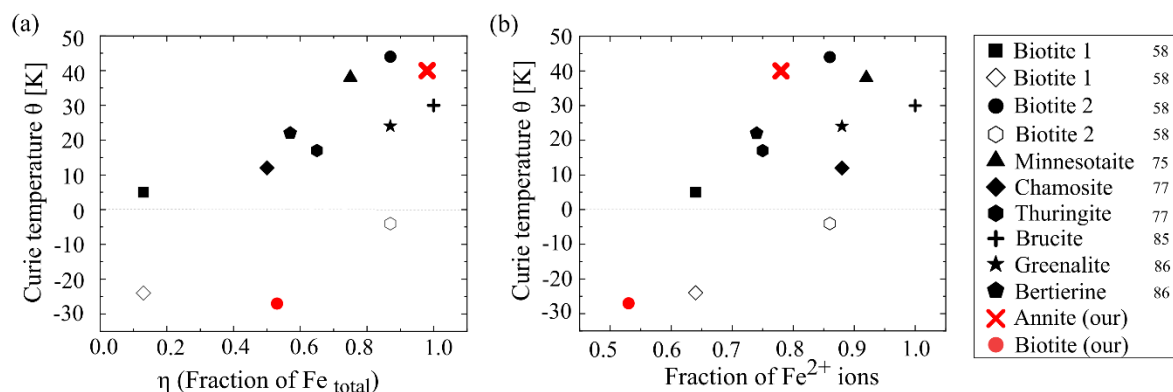 (a)
50
40
30
20
10
0
-10
-20
-30
Curie temperature θ [K]
0.0 0.2 0.4 0.6 0.8 1.0
η (Fraction of Fe total)
(b)
50
40
30
20
10
0
-10
-20
-30
Curie temperature θ [K]
0.5 0.6 0.7 0.8 0.9 1.0
Fraction of Fe2+ ions
Biotite 1 58
Biotite 1 58
Biotite 2 58
Biotite 2 58
Minnesotaite 75
Chamosite 77
Thuringite 77
Brucite 85
Greenalite 86
Bertierine 86
Annite (our)
Biotite (our)